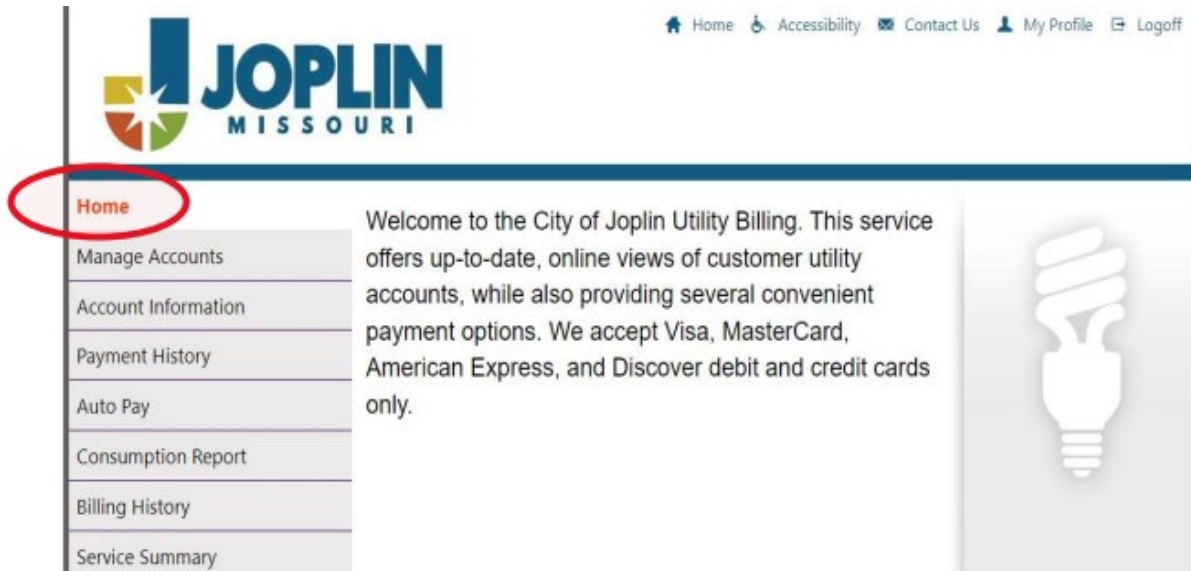 Home Accessibility Contact Us My Profile Logoff
JOPLIN
MISSOURI
Home
Manage Accounts
Account Information
Payment History
Auto Pay
Consumption Report
Billing History
Service Summary
Welcome to the City of Joplin Utility Billing. This service
offers up-to-date, online views of customer utility
accounts, while also providing several convenient
payment options. We accept Visa, MasterCard,
American Express, and Discover debit and credit cards
only.